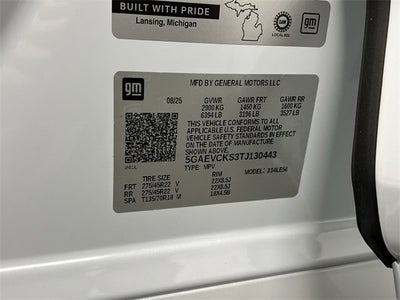 BUILT WITH PRIDE
Lansing, Michigan
gm
gm
MFD BY GENERAL MOTORS LLC
08/25 GVWR GAWR FRT GAWR RR
2900 KG 1450 KG 1600 KG
6394 LB 3196 LB 3527 LB
THIS VEHICLE CONFORMS TO ALL
APPLICABLE U.S. FEDERAL MOTOR
VEHICLE SAFETY STANDARDS IN EFFECT
ON THE DATE OF MANUFACTURE SHOWN ABOVE.
5GAEVCKS3TJ130443
TYPE: MPV
TIRE SIZE RIM
FRT 275/45R22 V 22X8.5J
RR 275/45R22 V 22X8.5J
SPA T135/70R18 M 18X4.5B